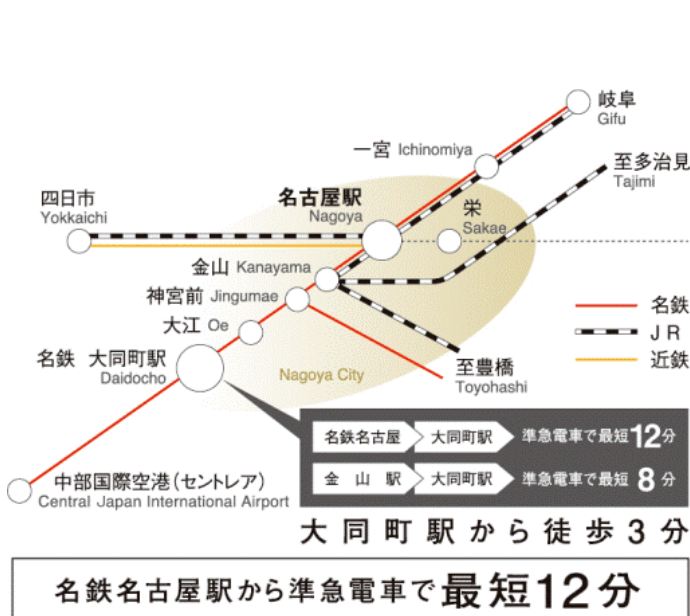 岐阜
Gifu
一宮 Ichinomiya
至多治見
Tajimi
四日市
Yokkaichi
名古屋駅
Nagoya
栄
Sakae
金山 Kanayama
神宮前 Jingumae
大江 Oe
名鉄 大同町駅
Daidocho
Nagoya City
至豊橋
Toyohashi
名鉄
JR
近鉄
中部国際空港(セントレア)
Central Japan International Airport
名鉄名古屋 大同町駅 準急電車で最短12分
金山駅 大同町駅 準急電車で最短8分
大同町駅から徒歩3分
名鉄名古屋駅から準急電車で最短12分